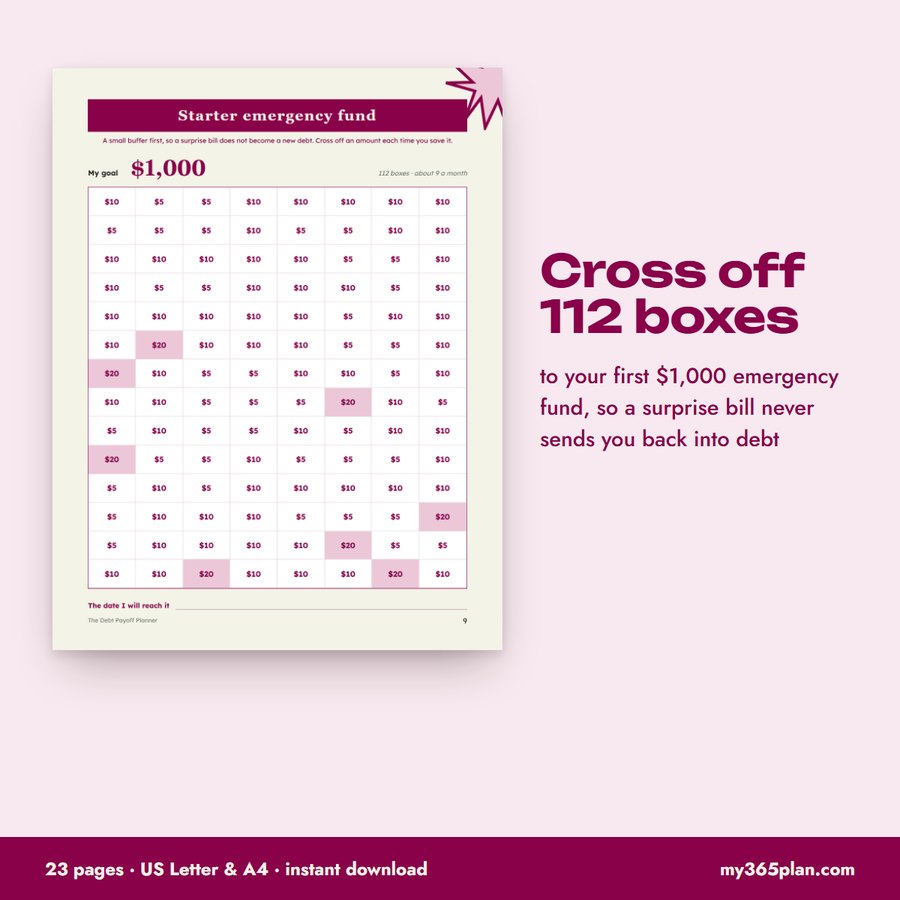 Starter emergency fund
A small buffer first, so a surprise bill does not become a new debt. Cross off an amount each time you save it.
My goal $1,000 112 boxes · about 9 a month
$10 $5 $5 $10 $10 $10 $10 $10
$5 $5 $5 $10 $5 $5 $10 $10
$10 $10 $10 $10 $10 $5 $5 $10
$10 $5 $5 $10 $10 $10 $5 $10
$10 $10 $10 $10 $10 $5 $10 $10
$10 $20 $10 $10 $10 $5 $5 $10
$20 $10 $5 $5 $10 $10 $10 $5
$10 $10 $5 $5 $5 $20 $10 $5
$5 $10 $5 $5 $10 $10 $10 $10
$20 $5 $5 $10 $5 $5 $5 $10
$5 $10 $5 $10 $10 $10 $10 $10
$5 $10 $10 $10 $5 $5 $5 $20
$5 $10 $10 $10 $10 $20 $5 $5
$10 $10 $20 $10 $10 $10 $20 $10
The date I will reach it
The Debt Payoff Planner 9
Cross off
112 boxes
to your first $1,000 emergency
fund, so a surprise bill never
sends you back into debt
23 pages · US Letter & A4 · instant download my365plan.com